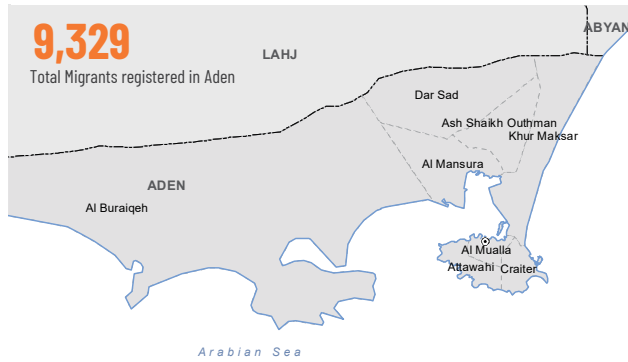 9,329
Total Migrants registered in Aden
ABYAN
LAHJ
Dar Sad
Ash Shaikh Outhman
Khur Maksar
Al Mansura
ADEN
Al Buraiqeh
Al Mualla
Attawahi
Craiter
Arabian Sea